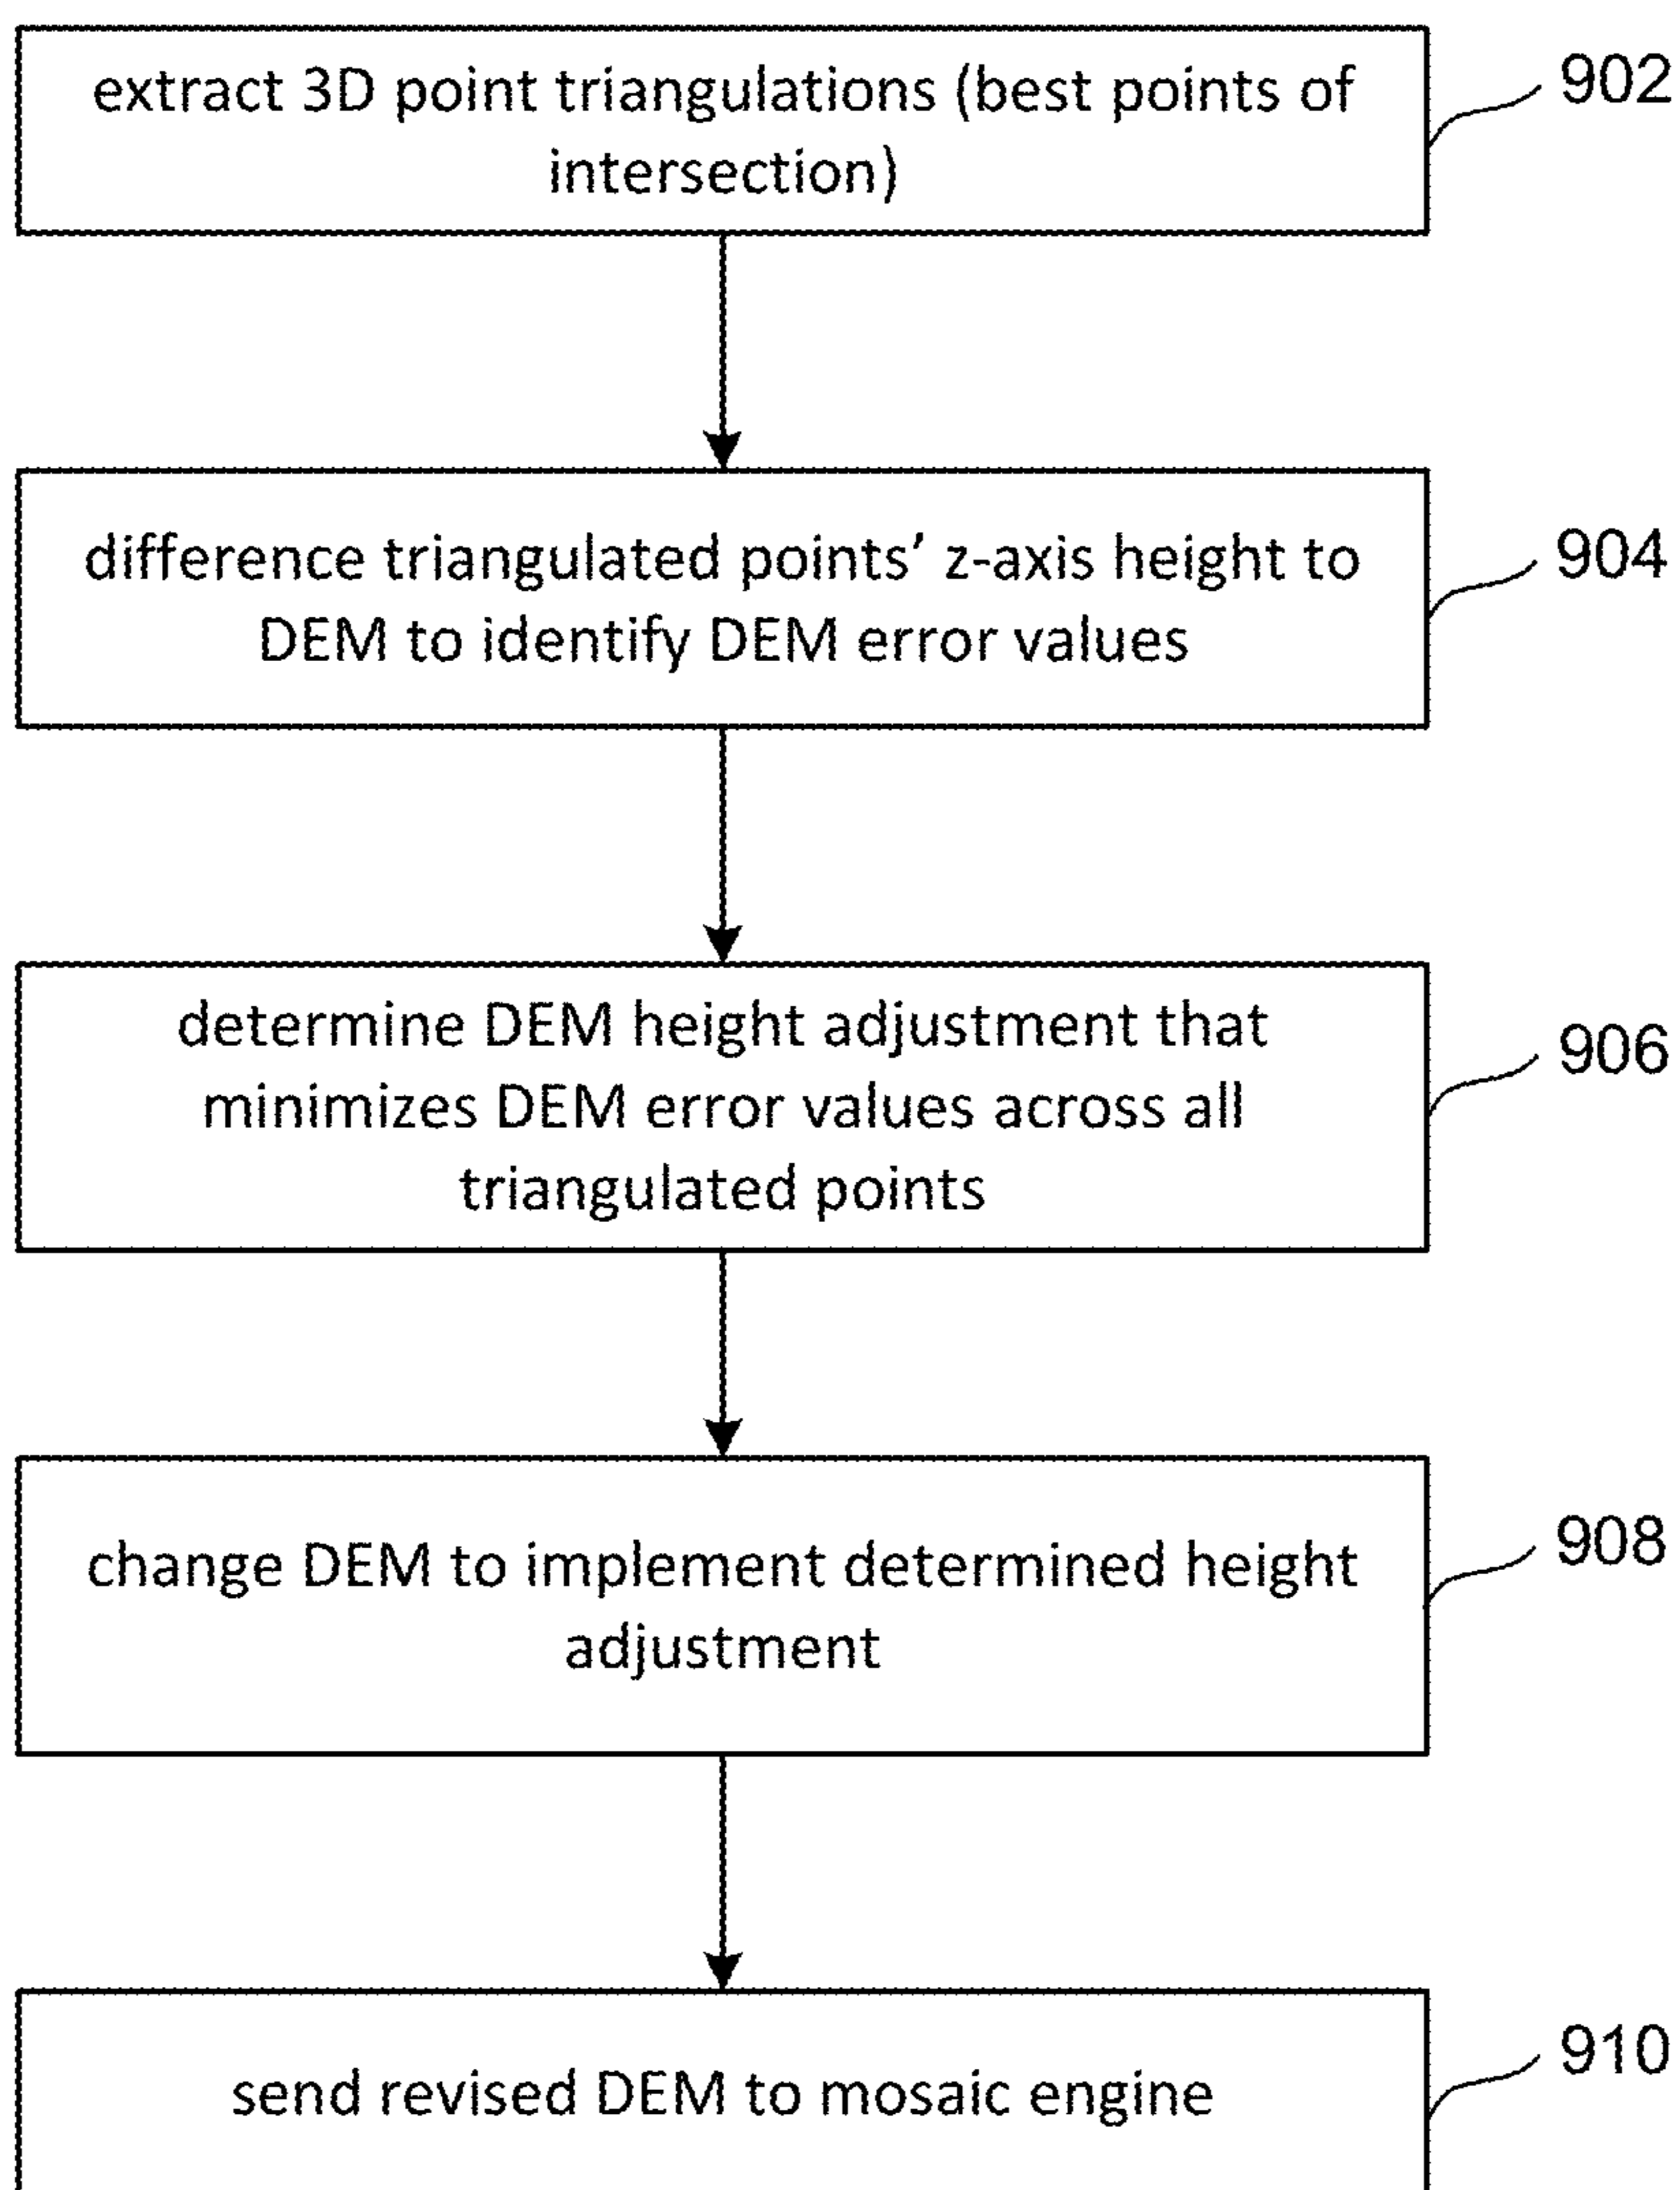 extract 3D point triangulations (best points of
intersection)
902
difference triangulated points’ z-axis height to
DEM to identify DEM error values
904
determine DEM height adjustment that
minimizes DEM error values across all
triangulated points
906
change DEM to implement determined height
adjustment
908
send revised DEM to mosaic engine
910